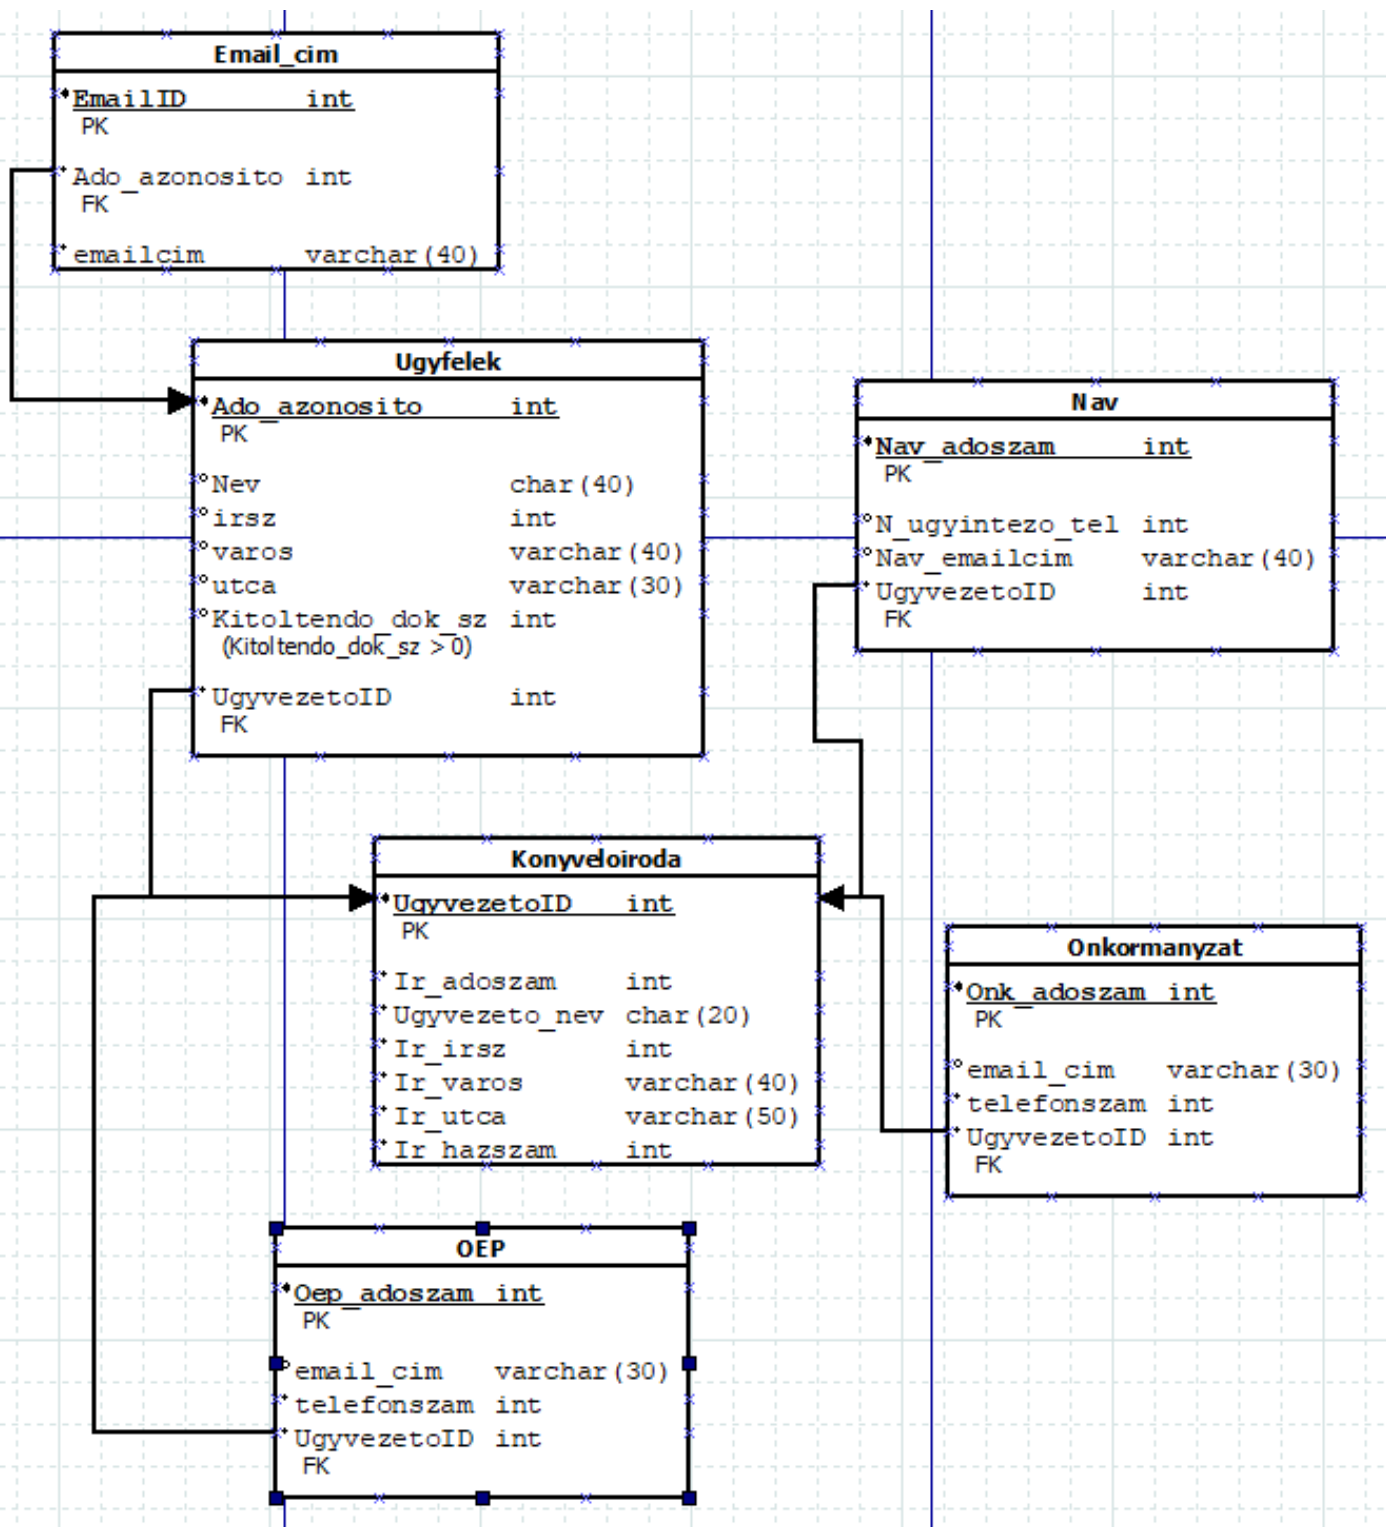 Email_cim
EmailID int
PK
Ado_azonosito int
FK
emailcim varchar(40)
Ugyfelek
Ado_azonosito int
PK
Nev char(40)
irsz int
varos varchar(40)
utca varchar(30)
Kitoltendo_dok_sz int
(Kitoltendo_dok_sz > 0)
UgyvezetoID int
FK
Nav
Nav_adoszam int
PK
N_ugyintezo_tel int
Nav_emailcim varchar(40)
UgyvezetoID int
FK
Konyveloiroda
UgyvezetoID int
PK
Ir_adoszam int
Ugyvezeto_nev char(20)
Ir_irsz int
Ir_varos varchar(40)
Ir_utca varchar(50)
Ir_hazszam int
Onkormanyzat
Onk_adoszam int
PK
email_cim varchar(30)
telefonszam int
UgyvezetoID int
FK
OEP
Oep_adoszam int
PK
email_cim varchar(30)
telefonszam int
UgyvezetoID int
FK